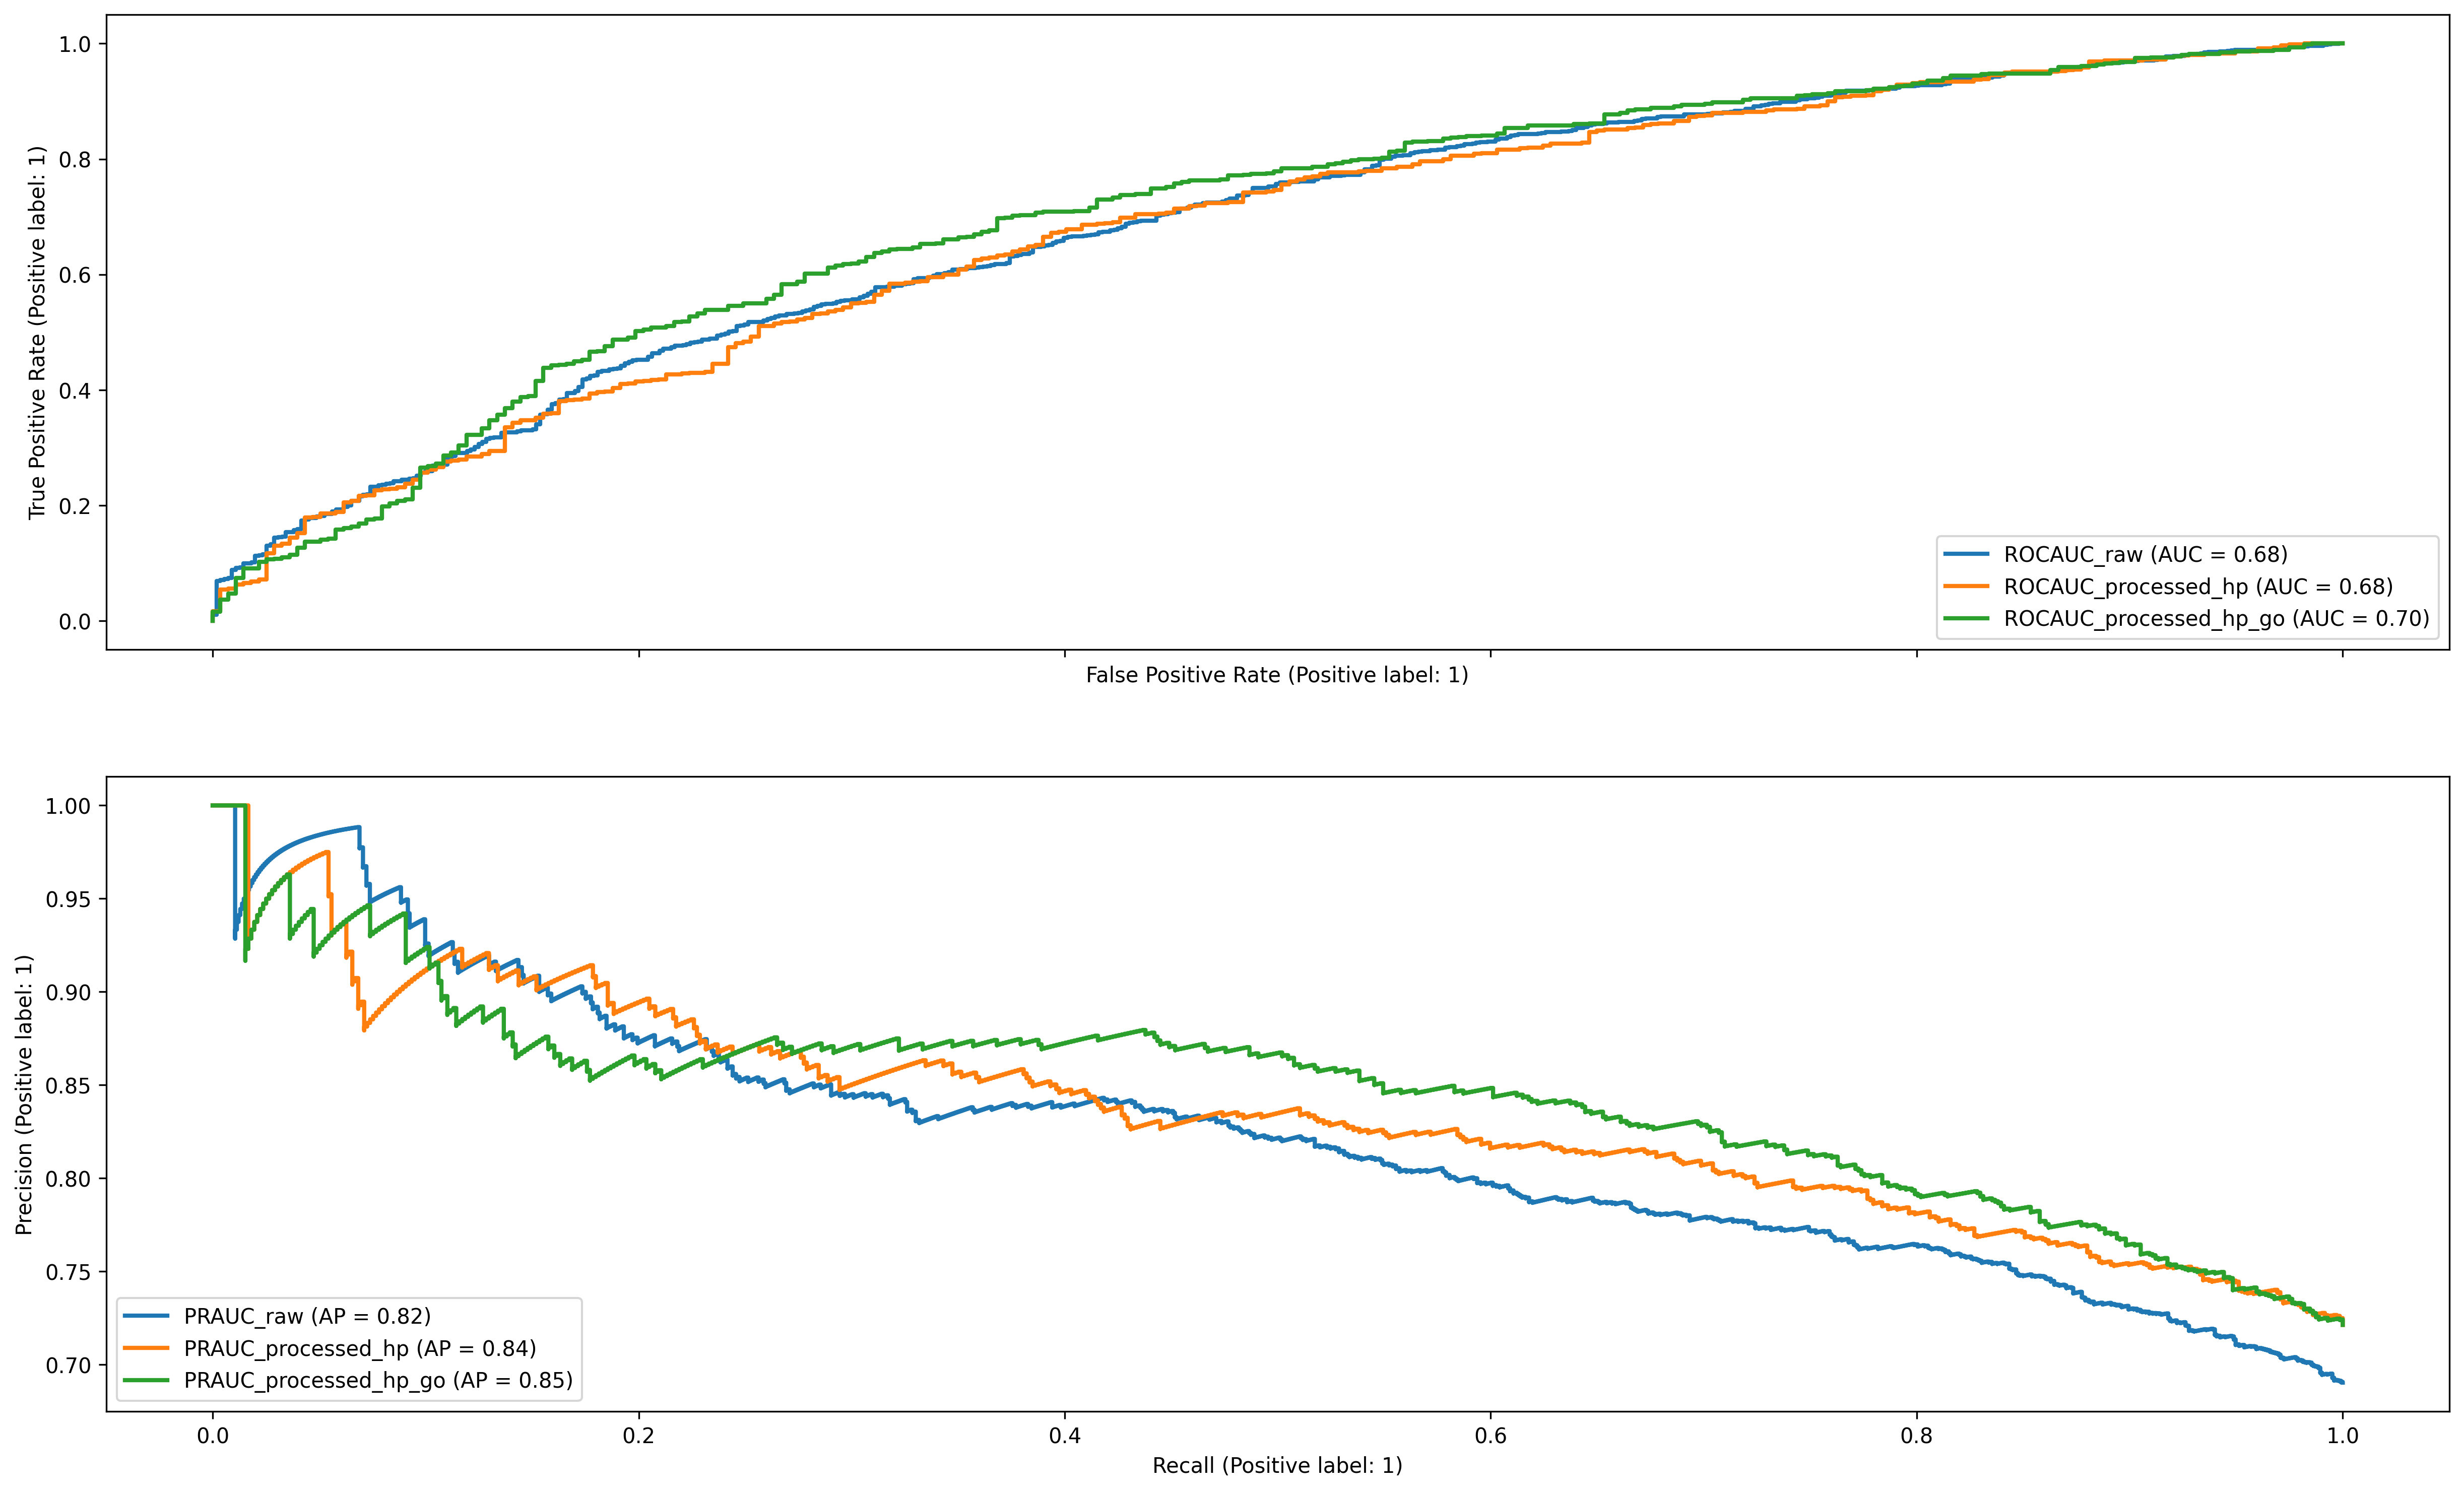 1.0
0.8
0.6
0.4
0.2
0.0
True Positive Rate (Positive label: 1)
ROCAUC_raw (AUC = 0.68)
ROCAUC_processed_hp (AUC = 0.68)
ROCAUC_processed_hp_go (AUC = 0.70)
False Positive Rate (Positive label: 1)
1.00
0.95
0.90
0.85
0.80
0.75
0.70
Precision (Positive label: 1)
PRAUC_raw (AP = 0.82)
PRAUC_processed_hp (AP = 0.84)
PRAUC_processed_hp_go (AP = 0.85)
0.0 0.2 0.4 0.6 0.8 1.0
Recall (Positive label: 1)